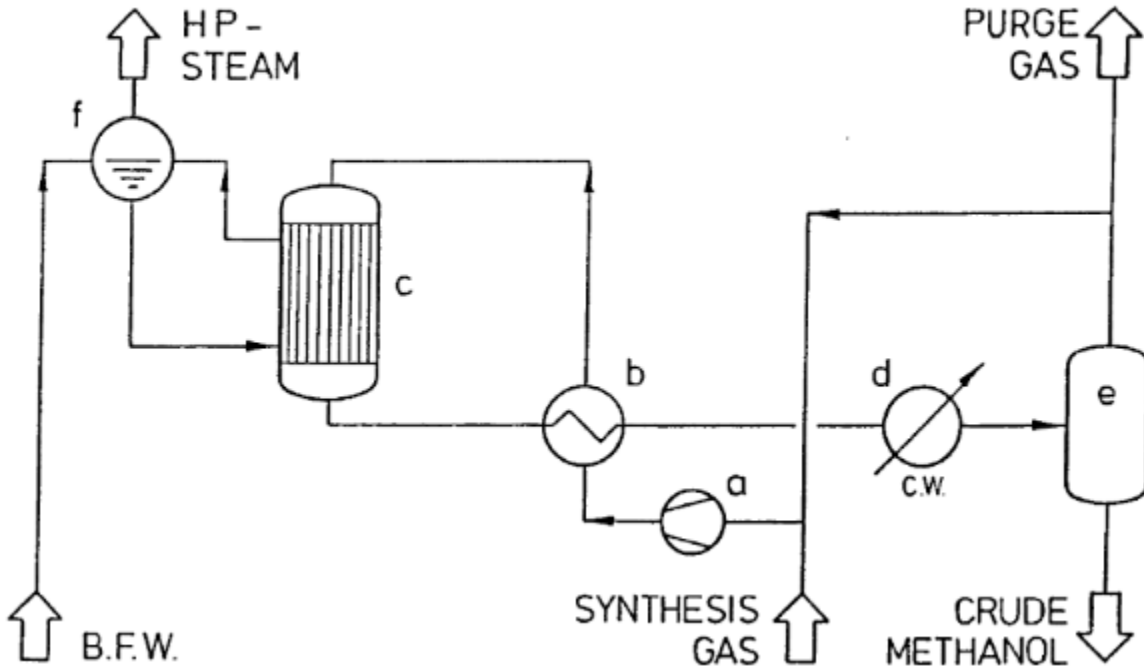 HP-
STEAM
PURGE
GAS
f
c
b
d
e
c.w.
a
B.F.W.
SYNTHESIS
GAS
CRUDE
METHANOL